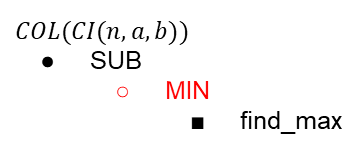 COL(CI(n, a, b))
● SUB
○ MIN
■ find_max